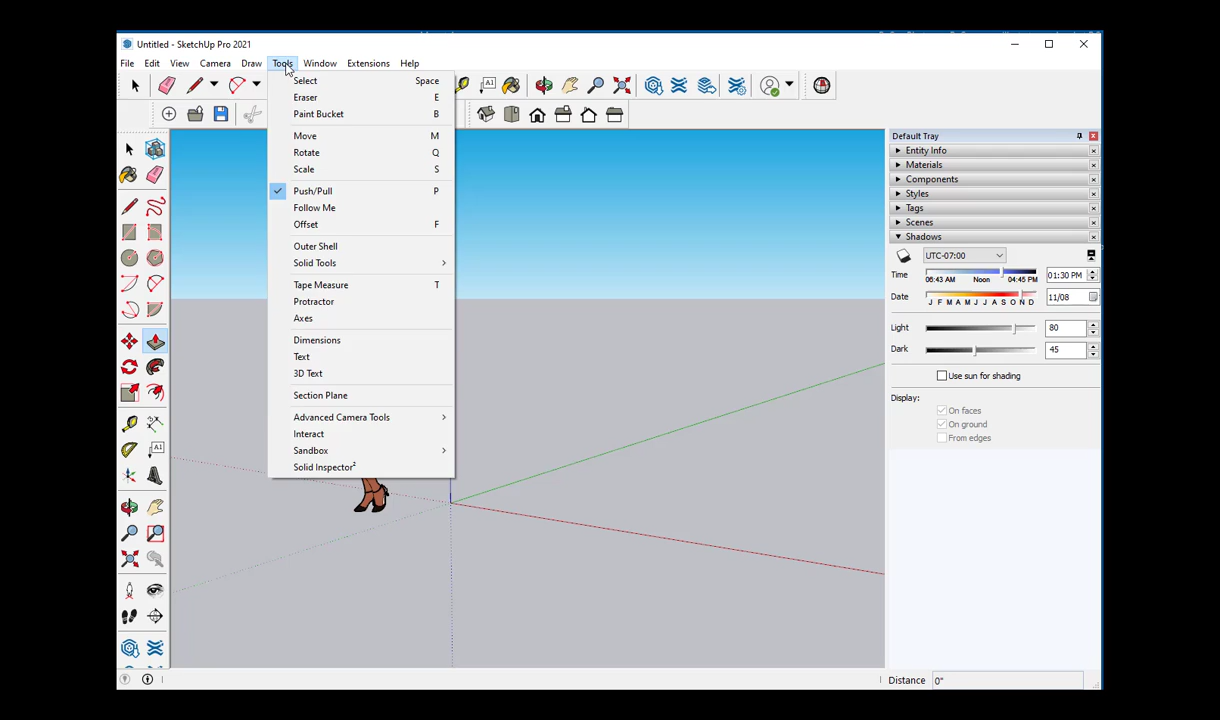 Untitled - SketchUp Pro 2021
File Edit View Camera Draw Tools Window Extensions Help
Select Space
Eraser E
Paint Bucket B
Move M
Rotate Q
Scale S
Push/Pull P
Follow Me
Offset F
Outer Shell
Solid Tools
Tape Measure T
Protractor
Axes
Dimensions
Text
3D Text
Section Plane
Advanced Camera Tools
Interact
Sandbox
Solid Inspector²
A1
A1
Default Tray
Entity Info
Materials
Components
Styles
Tags
Scenes
Shadows
UTC-07:00
Time 06:43 AM Noon 04:45 PM 01:30 PM
Date J F M A M J J A S O N D 11/08
Light 80
Dark 45
Use sun for shading
Display:
On faces
On ground
From edges
Distance 0"